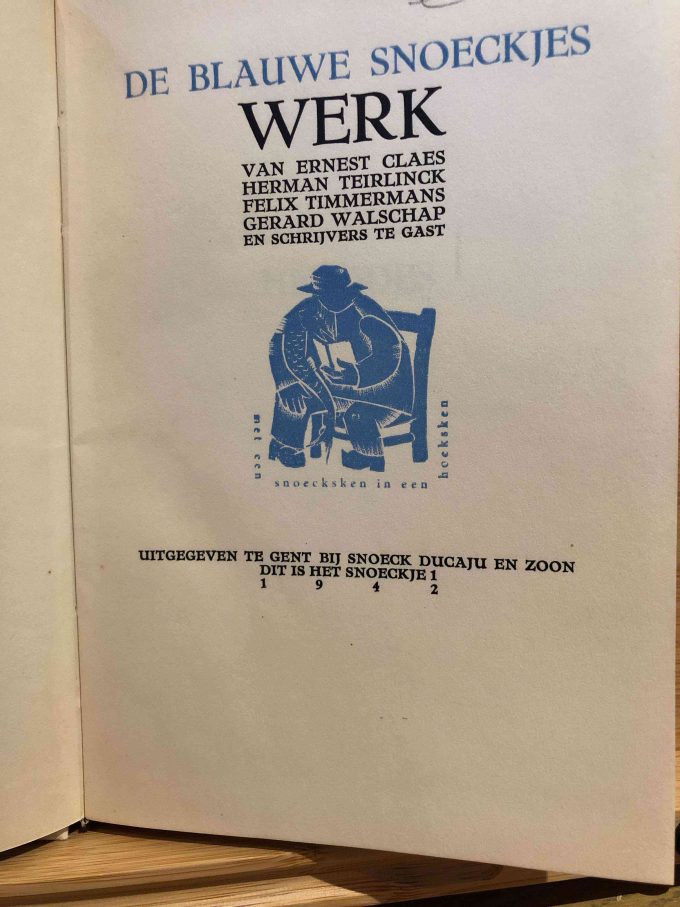 DE BLAUWE SNOECKJES
WERK
VAN ERNEST CLAES
HERMAN TEIRLINCK
FELIX TIMMERMANS
GERARD WALSCHAP
EN SCHRIJVERS TE GAST
met een
snoecksken in een
hoeksken
UITGEGEVEN TE GENT BIJ SNOECK DUCAJU EN ZOON
DIT IS HET SNOECKJE 1
1 9 4 2